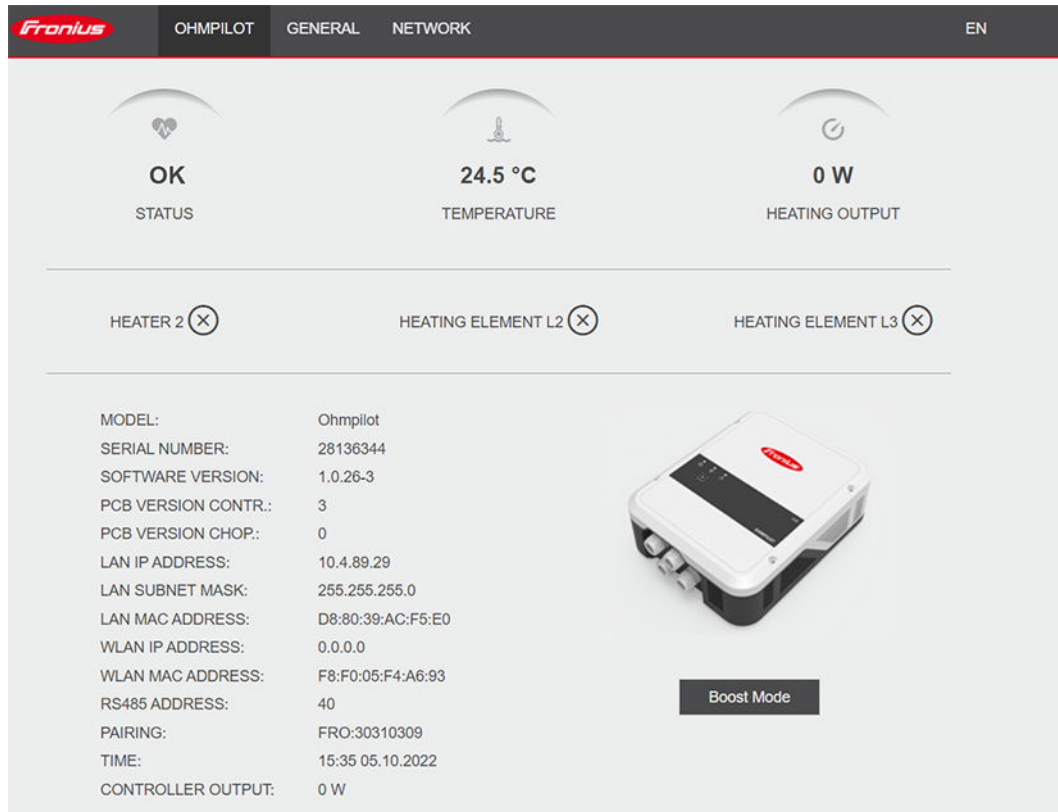 Fronius OHMPILOT GENERAL NETWORK EN
OK 24.5 °C 0 W
STATUS TEMPERATURE HEATING OUTPUT
HEATER 2 HEATING ELEMENT L2 HEATING ELEMENT L3
MODEL: Ohmpilot
SERIAL NUMBER: 28136344
SOFTWARE VERSION: 1.0.26-3
PCB VERSION CONTR.: 3
PCB VERSION CHOP.: 0
LAN IP ADDRESS: 10.4.89.29
LAN SUBNET MASK: 255.255.255.0
LAN MAC ADDRESS: D8:80:39:AC:F5:E0
WLAN IP ADDRESS: 0.0.0.0
WLAN MAC ADDRESS: F8:F0:05:F4:A6:93
RS485 ADDRESS: 40
PAIRING: FRO:30310309
TIME: 15:35 05.10.2022
CONTROLLER OUTPUT: 0 W
Fronius
Boost Mode